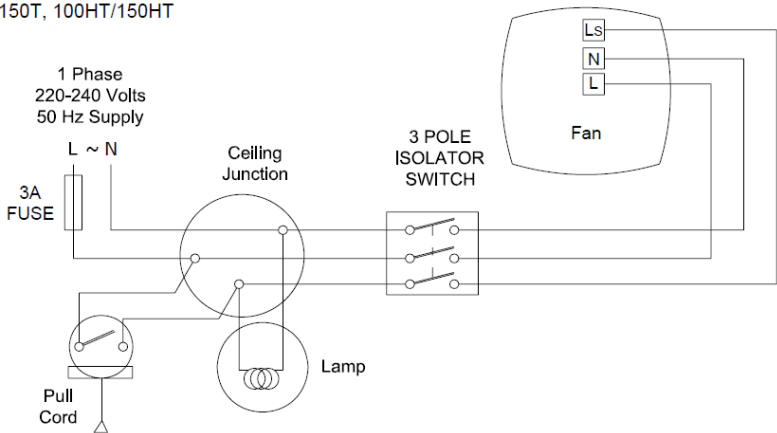 150T, 100HT/150HT
1 Phase
220-240 Volts
50 Hz Supply
L ~ N
3A
FUSE
Ceiling
Junction
3 POLE
ISOLATOR
SWITCH
Ls
N
L
Fan
Lamp
Pull
Cord